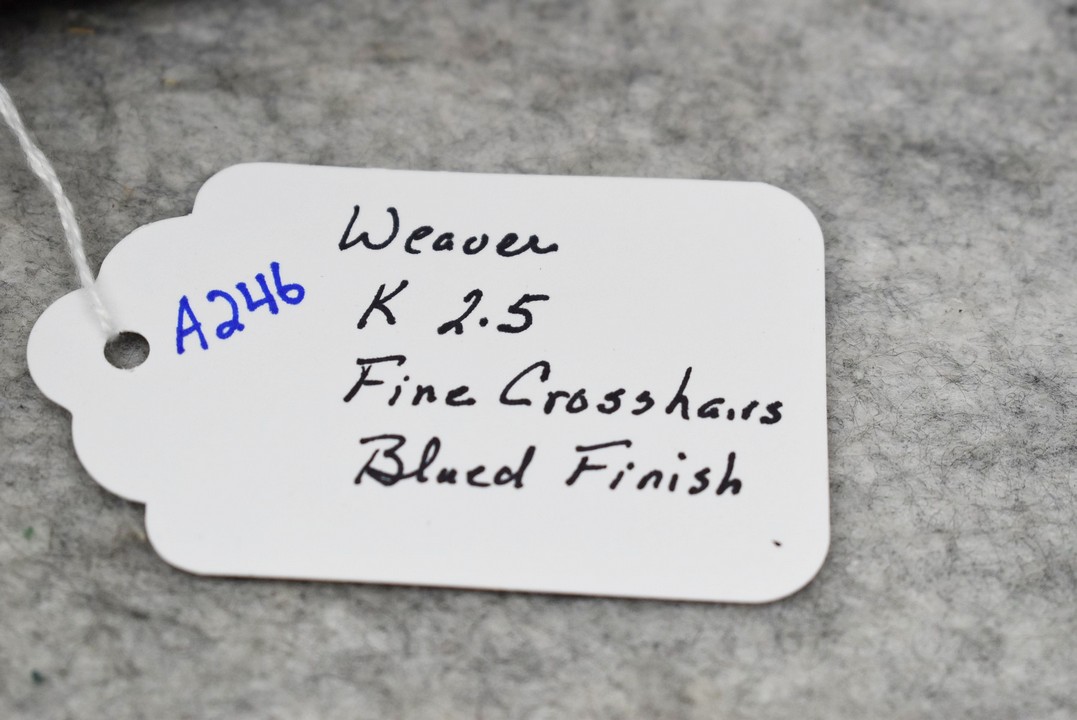 A246
Weaver
K 2.5
Fine Crosshairs
Blued Finish